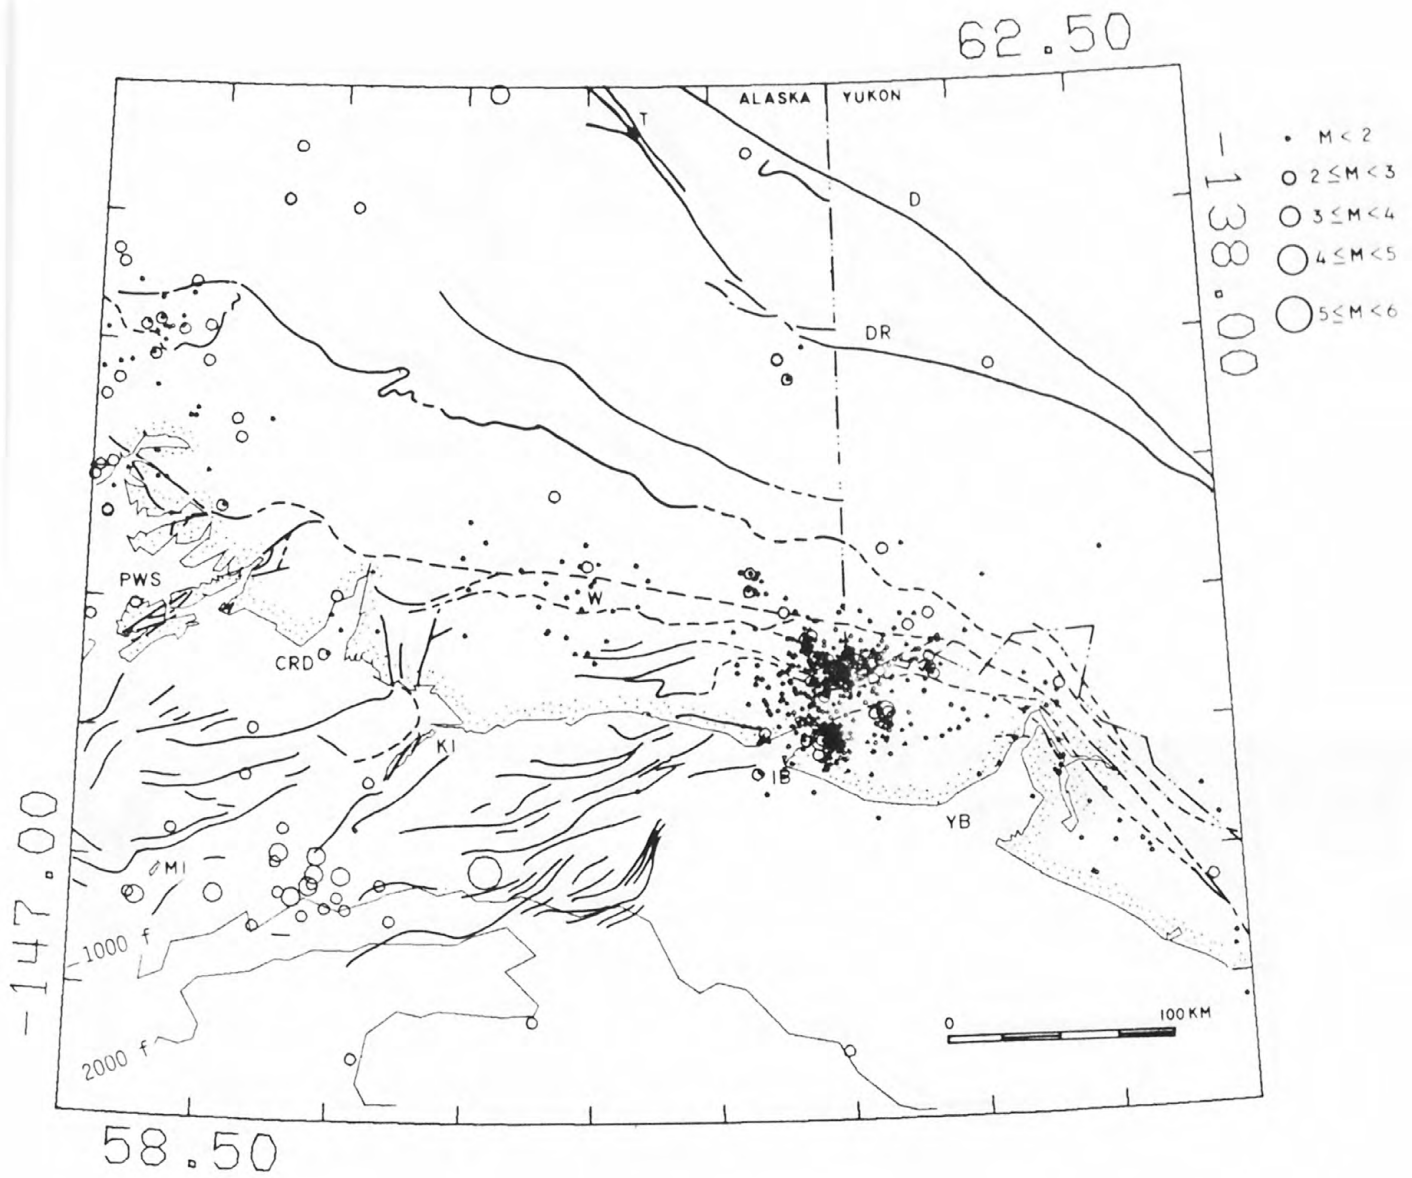 62.50
ALASKA YUKON
T
D
DR
-138.00
M < 2
2 ≤ M < 3
3 ≤ M < 4
4 ≤ M < 5
5 ≤ M < 6
PWS
W
CRD
KI
IB
YB
MI
-147.00
1000 f
2000 f
0 100 KM
58.50